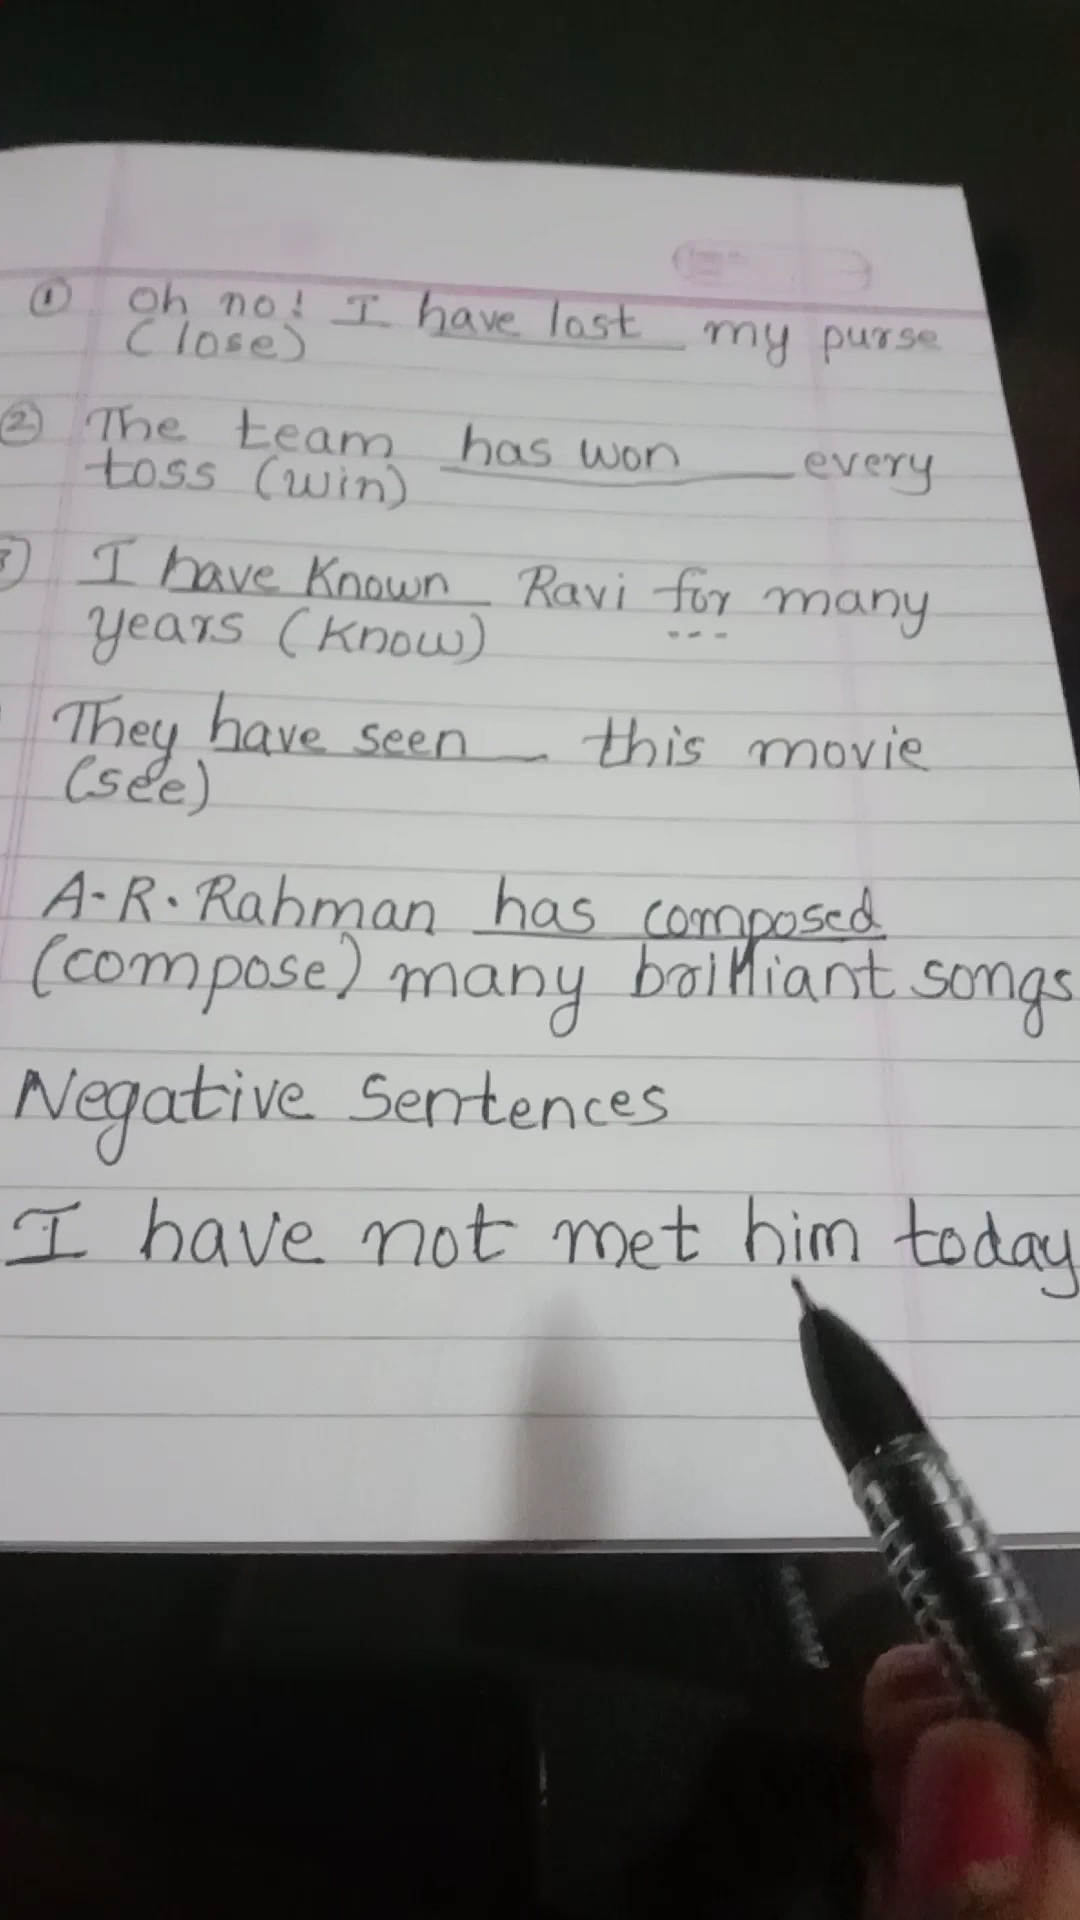 ① Oh no! I have lost my purse
(lose)
② The team has won every
toss (win)
I have Known Ravi for many
years (Know)
They have seen this movie
(see)
A.R. Rahman has composed
(compose) many brilliant songs
Negative Sentences
I have not met him today